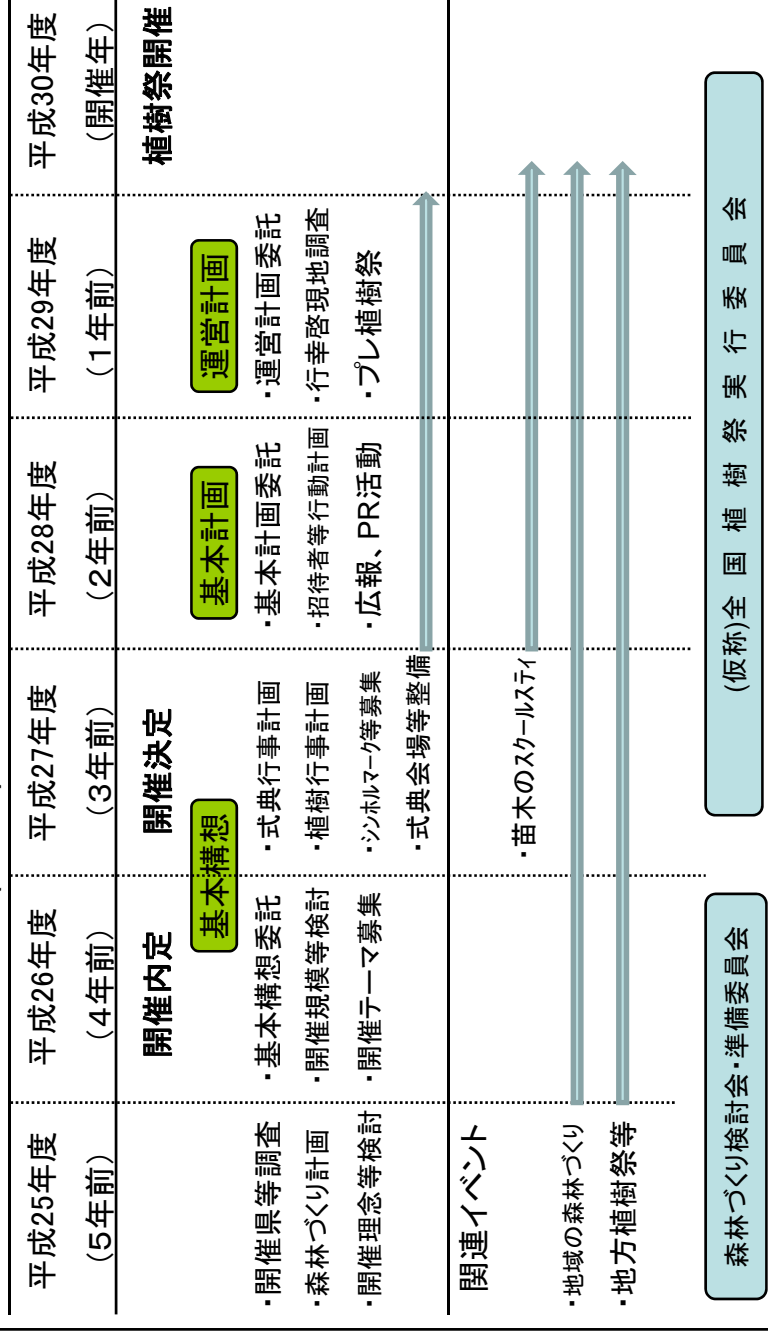 平成25年度
(5年前)
・開催県等調査
・森林づくり計画
・開催理念等検討
平成26年度
(4年前)
開催内定
・基本構想委託
・開催規模等検討
・開催テーマ募集
基本構想
平成27年度
(3年前)
開催決定
・式典行事計画
・植樹行事計画
・シンボルマーク等募集
・式典会場等整備
平成28年度
(2年前)
基本計画
・基本計画委託
・招待者等行動計画
・広報、PR活動
平成29年度
(1年前)
運営計画
・運営計画委託
・行幸啓現地調査
・プレ植樹祭
平成30年度
(開催年)
植樹祭開催
関連イベント
・苗木のスクールスティ
・地域の森林づくり
・地方植樹祭等
森林づくり検討会・準備委員会
(仮称)全国植樹祭実行委員会